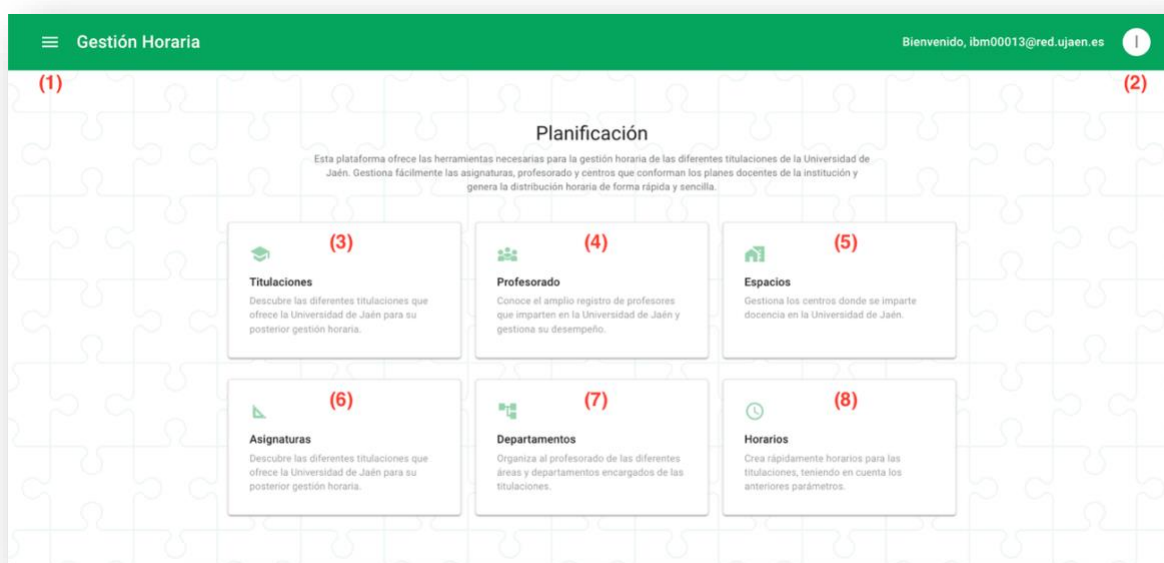 Gestión Horaria
Bienvenido, ibm00013@red.ujaen.es
I
(1)
(2)
Planificación
Esta plataforma ofrece las herramientas necesarias para la gestión horaria de las diferentes titulaciones de la Universidad de
Jaén. Gestiona fácilmente las asignaturas, profesorado y centros que conforman los planes docentes de la institución y
genera la distribución horaria de forma rápida y sencilla.
(3)
Titulaciones
Descubre las diferentes titulaciones que
ofrece la Universidad de Jaén para su
posterior gestión horaria.
(4)
Profesorado
Conoce el amplio registro de profesores
que imparten en la Universidad de Jaén y
gestiona su desempeño.
(5)
Espacios
Gestiona los centros donde se imparte
docencia en la Universidad de Jaén.
(6)
Asignaturas
Descubre las diferentes titulaciones que
ofrece la Universidad de Jaén para su
posterior gestión horaria.
(7)
Departamentos
Organiza al profesorado de las diferentes
áreas y departamentos encargados de las
titulaciones.
(8)
Horarios
Crea rápidamente horarios para las
titulaciones, teniendo en cuenta los
anteriores parámetros.